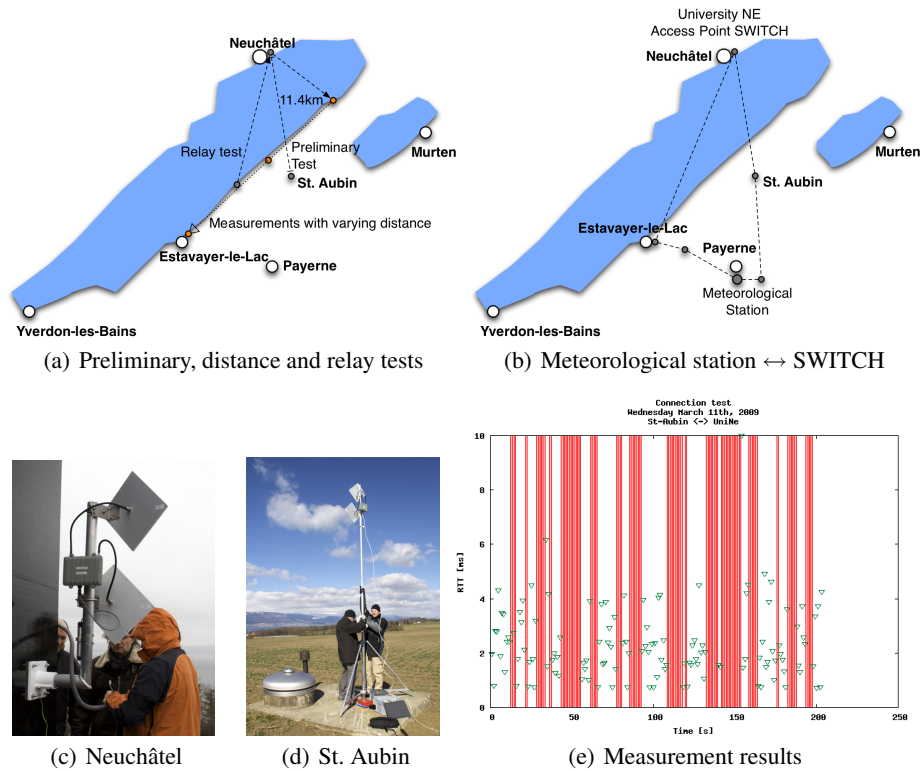 Neuchâtel
11.4km
Relay test
Preliminary
Test
St. Aubin
Murten
Measurements with varying distance
Estavayer-le-Lac
Payerne
Yverdon-les-Bains
(a) Preliminary, distance and relay tests
University NE
Access Point SWITCH
Neuchâtel
Murten
St. Aubin
Estavayer-le-Lac
Payerne
Meteorological
Station
Yverdon-les-Bains
(b) Meteorological station ↔ SWITCH
(c) Neuchâtel
(d) St. Aubin
Connection test
Wednesday March 11th, 2009
St-Aubin <-> UniNe
RTT [ms]
10
8
6
4
2
0
0 50 100 150 200 250
Time [s]
(e) Measurement results